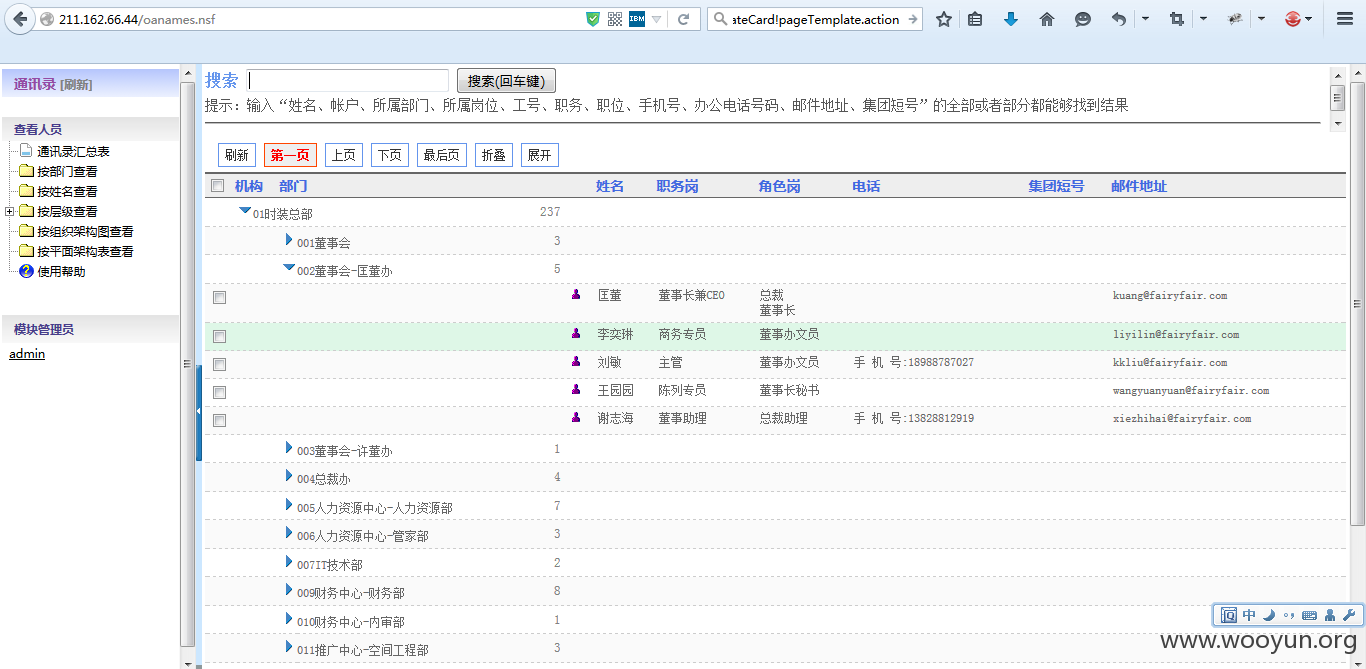 211.162.66.44/oanames.nsf
IBM
ateCard!pageTemplate.action
通讯录 [刷新]
查看人员
通讯录汇总表
按部门查看
按姓名查看
按层级查看
按组织架构图查看
按平面架构表查看
使用帮助
模块管理员
admin
搜索 搜索(回车键)
提示：输入“姓名、帐户、所属部门、所属岗位、工号、职务、职位、手机号、办公电话号码、邮件地址、集团短号”的全部或者部分都能够找到结果
刷新 第一页 上页 下页 最后页 折叠 展开
机构 部门 姓名 职务岗 角色岗 电话 集团短号 邮件地址
01时装总部 237
001董事会 3
002董事会-匡董办 5
匡董 董事长兼CEO 总裁 kuang@fairyfair.com
董事长
李奕琳 商务专员 董事办文员 liyilin@fairyfair.com
刘敏 主管 董事办文员 手 机 号:18988787027 kkliu@fairyfair.com
王园园 陈列专员 董事长秘书 wangyuanyuan@fairyfair.com
谢志海 董事助理 总裁助理 手 机 号:13828812919 xiezhihai@fairyfair.com
003董事会-许董办 1
004总裁办 4
005人力资源中心-人力资源部 7
006人力资源中心-管家部 3
007IT技术部 2
009财务中心-财务部 8
010财务中心-内审部 1
011推广中心-空间工程部 3
中
www.wooyun.org